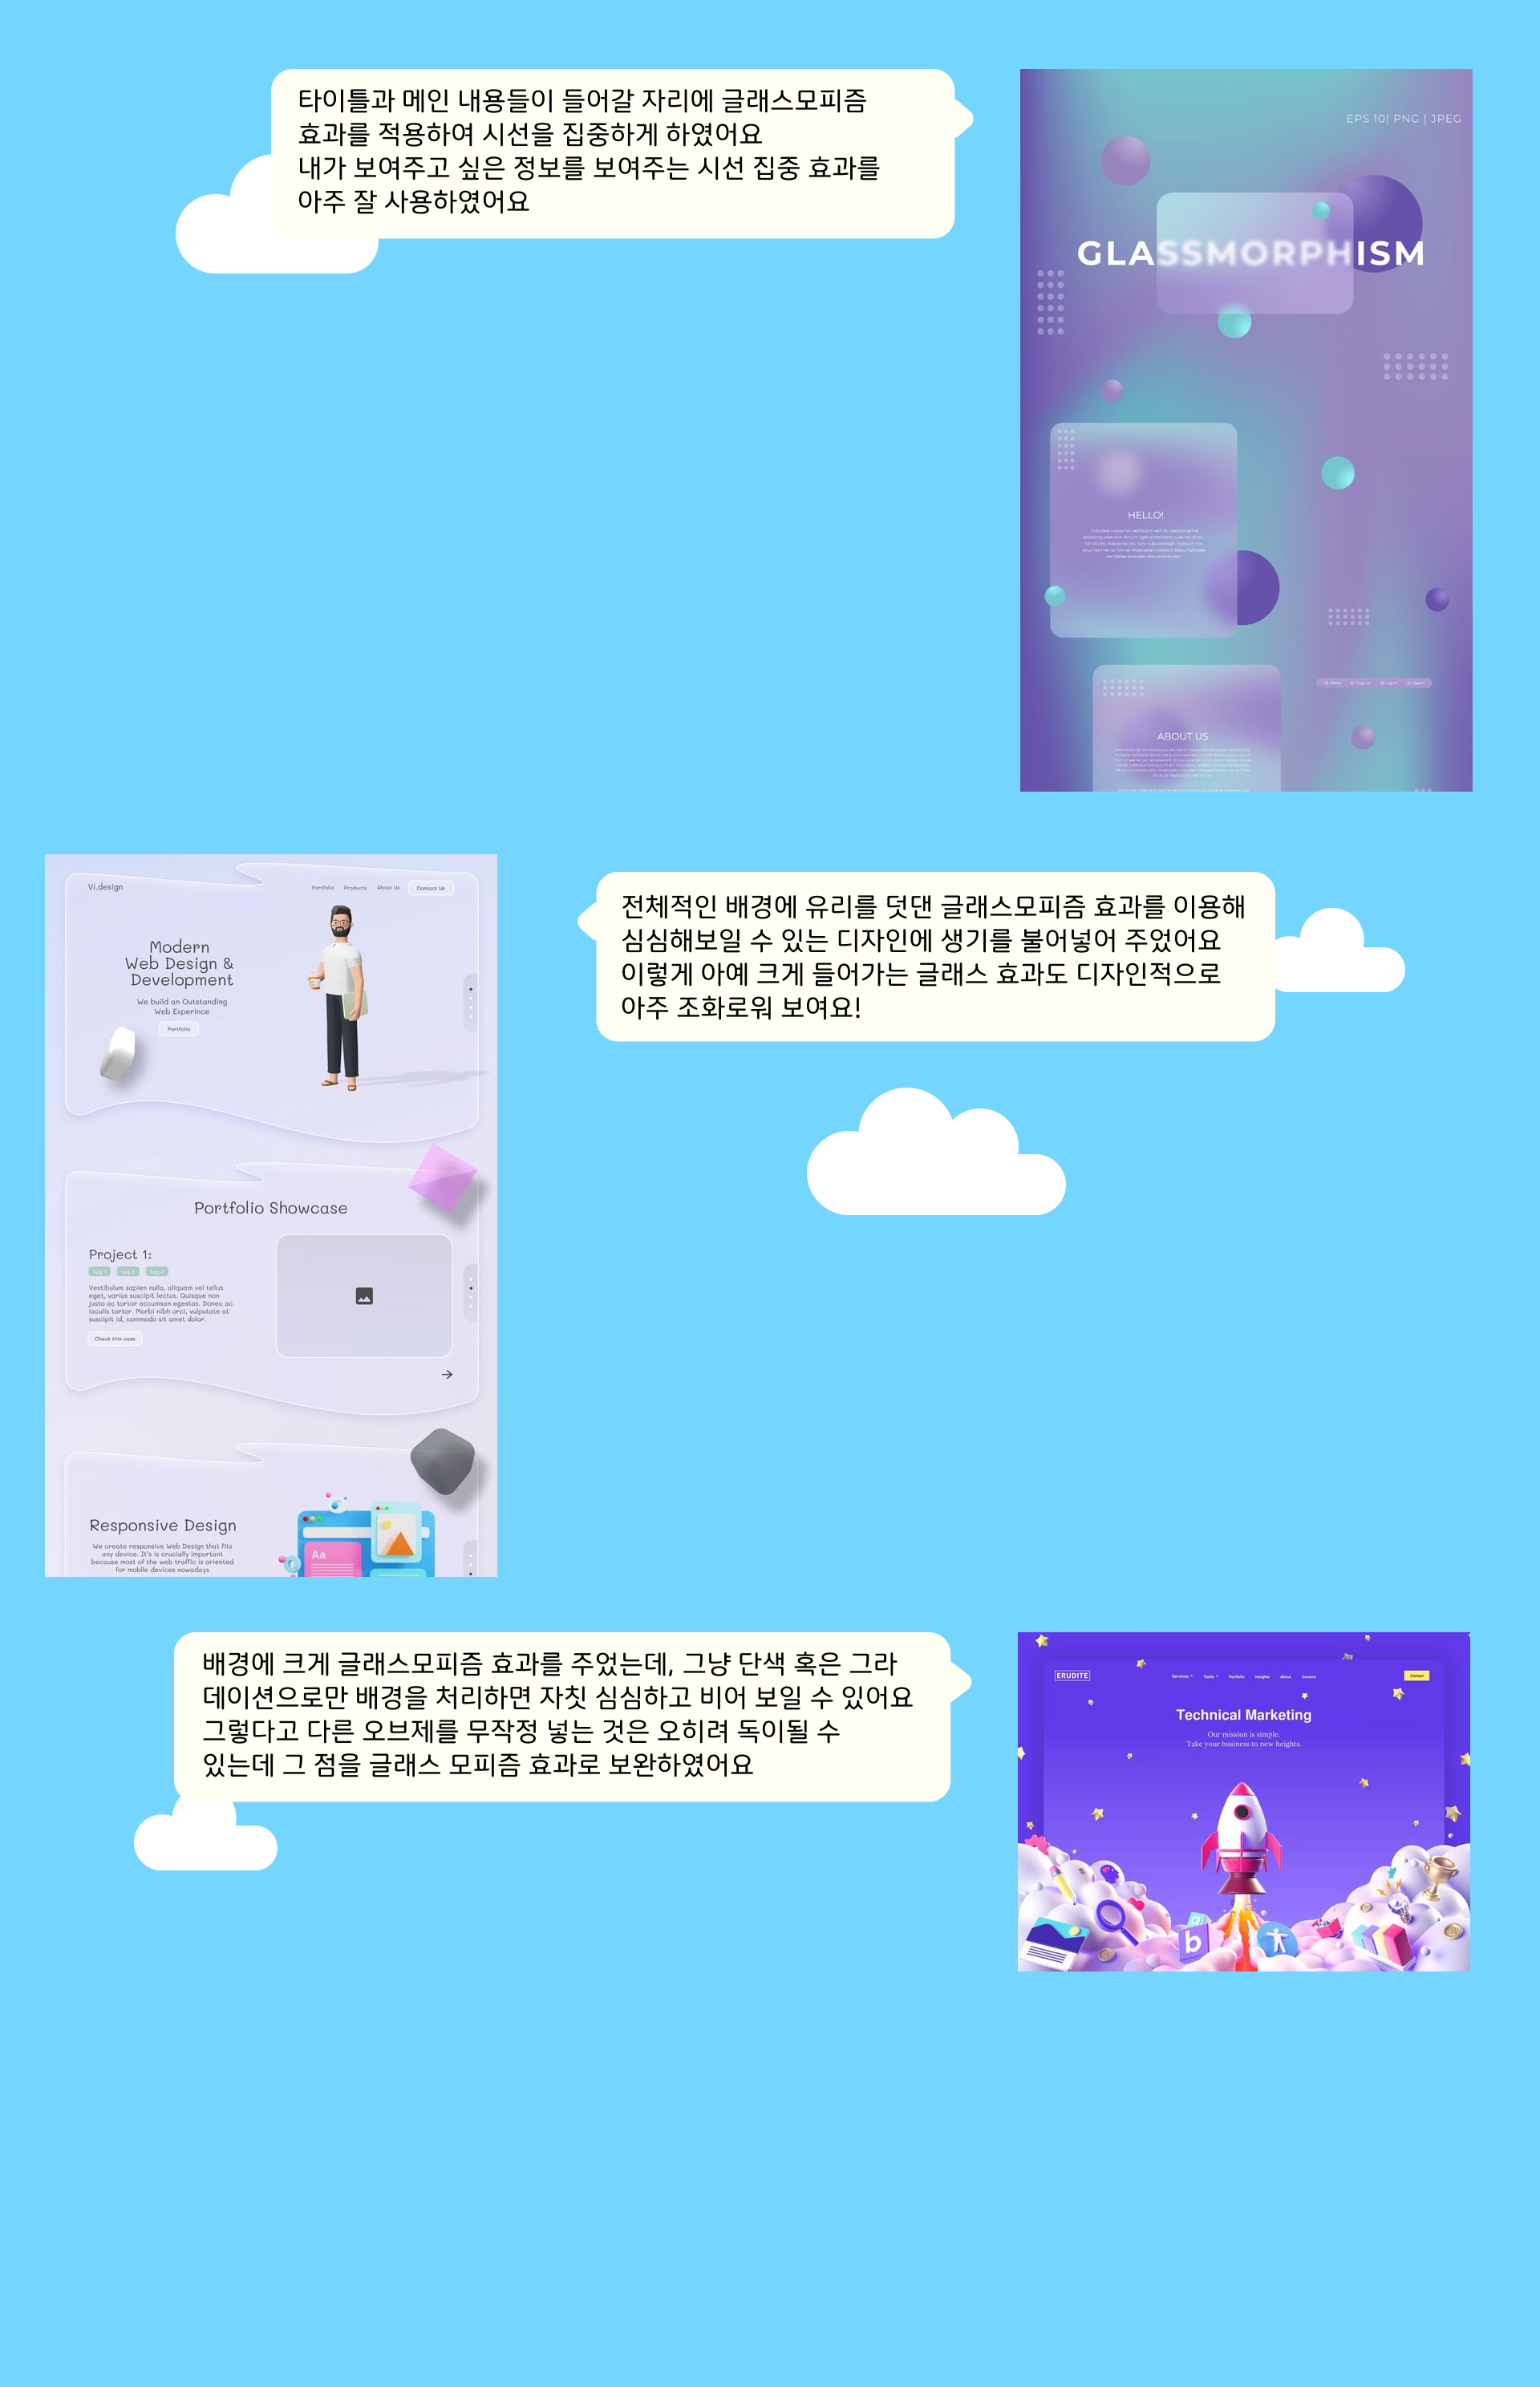 타이틀과 메인 내용들이 들어갈 자리에 글래스모피즘
효과를 적용하여 시선을 집중하게 하였어요
내가 보여주고 싶은 정보를 보여주는 시선 집중 효과를
아주 잘 사용하였어요
EPS 10| PNG | JPEG
GLASSMORPHISM
HELLO!
ABOUT US
Vi.design
Portfolio Products About Us Contact Us
Modern
Web Design &
Development
We build an Outstanding
Web Experince
Portfolio
Portfolio Showcase
Project 1:
tag 1 tag 2 tag 2
Vestibulum sapien nulla, aliquam vel tellus
eget, varius suscipit lectus. Quisque non
justo ac tortor accumsan egestas. Donec ac
iaculis tortor. Morbi nibh orci, vulputate at
suscipit id, commodo sit amet dolor.
Check this case
Responsive Design
We create responsive Web Design that fits
any device. It's is crucially important
because most of the web traffic is oriented
for mobile devices nowadays
Aa
전체적인 배경에 유리를 덧댄 글래스모피즘 효과를 이용해
심심해보일 수 있는 디자인에 생기를 불어넣어 주었어요
이렇게 아예 크게 들어가는 글래스 효과도 디자인적으로
아주 조화로워 보여요!
배경에 크게 글래스모피즘 효과를 주었는데, 그냥 단색 혹은 그라
데이션으로만 배경을 처리하면 자칫 심심하고 비어 보일 수 있어요
그렇다고 다른 오브제를 무작정 넣는 것은 오히려 독이될 수
있는데 그 점을 글래스 모피즘 효과로 보완하였어요
ERUDITE
Services Tools Portfolio Insights About Careers
Contact
Technical Marketing
Our mission is simple.
Take your business to new heights.
b